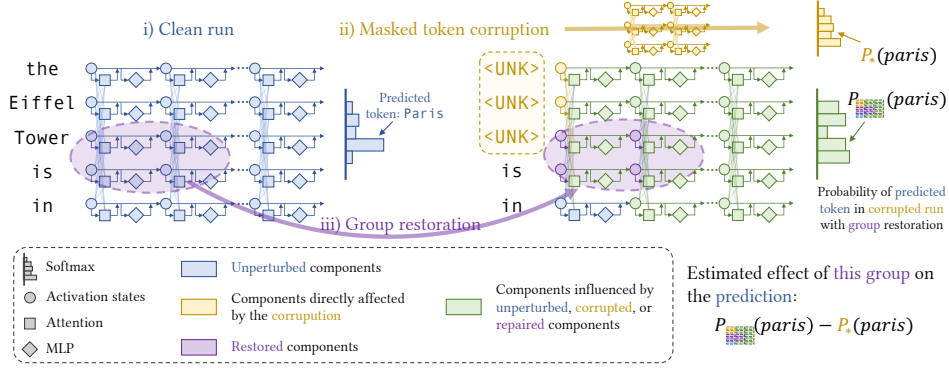 i) Clean run
ii) Masked token corruption
P*(paris)
the
Eiffel
Tower
is
in
Predicted
token: Paris
<UNK>
<UNK>
<UNK>
is
in
P (paris)
Probability of predicted
token in corrupted run
with group restoration
iii) Group restoration
Softmax
Activation states
Attention
MLP
Unperturbed components
Components directly affected
by the corrupution
Restored components
Components influenced by
unperturbed, corrupted, or
repaired components
Estimated effect of this group on
the prediction:
P (paris) − P*(paris)